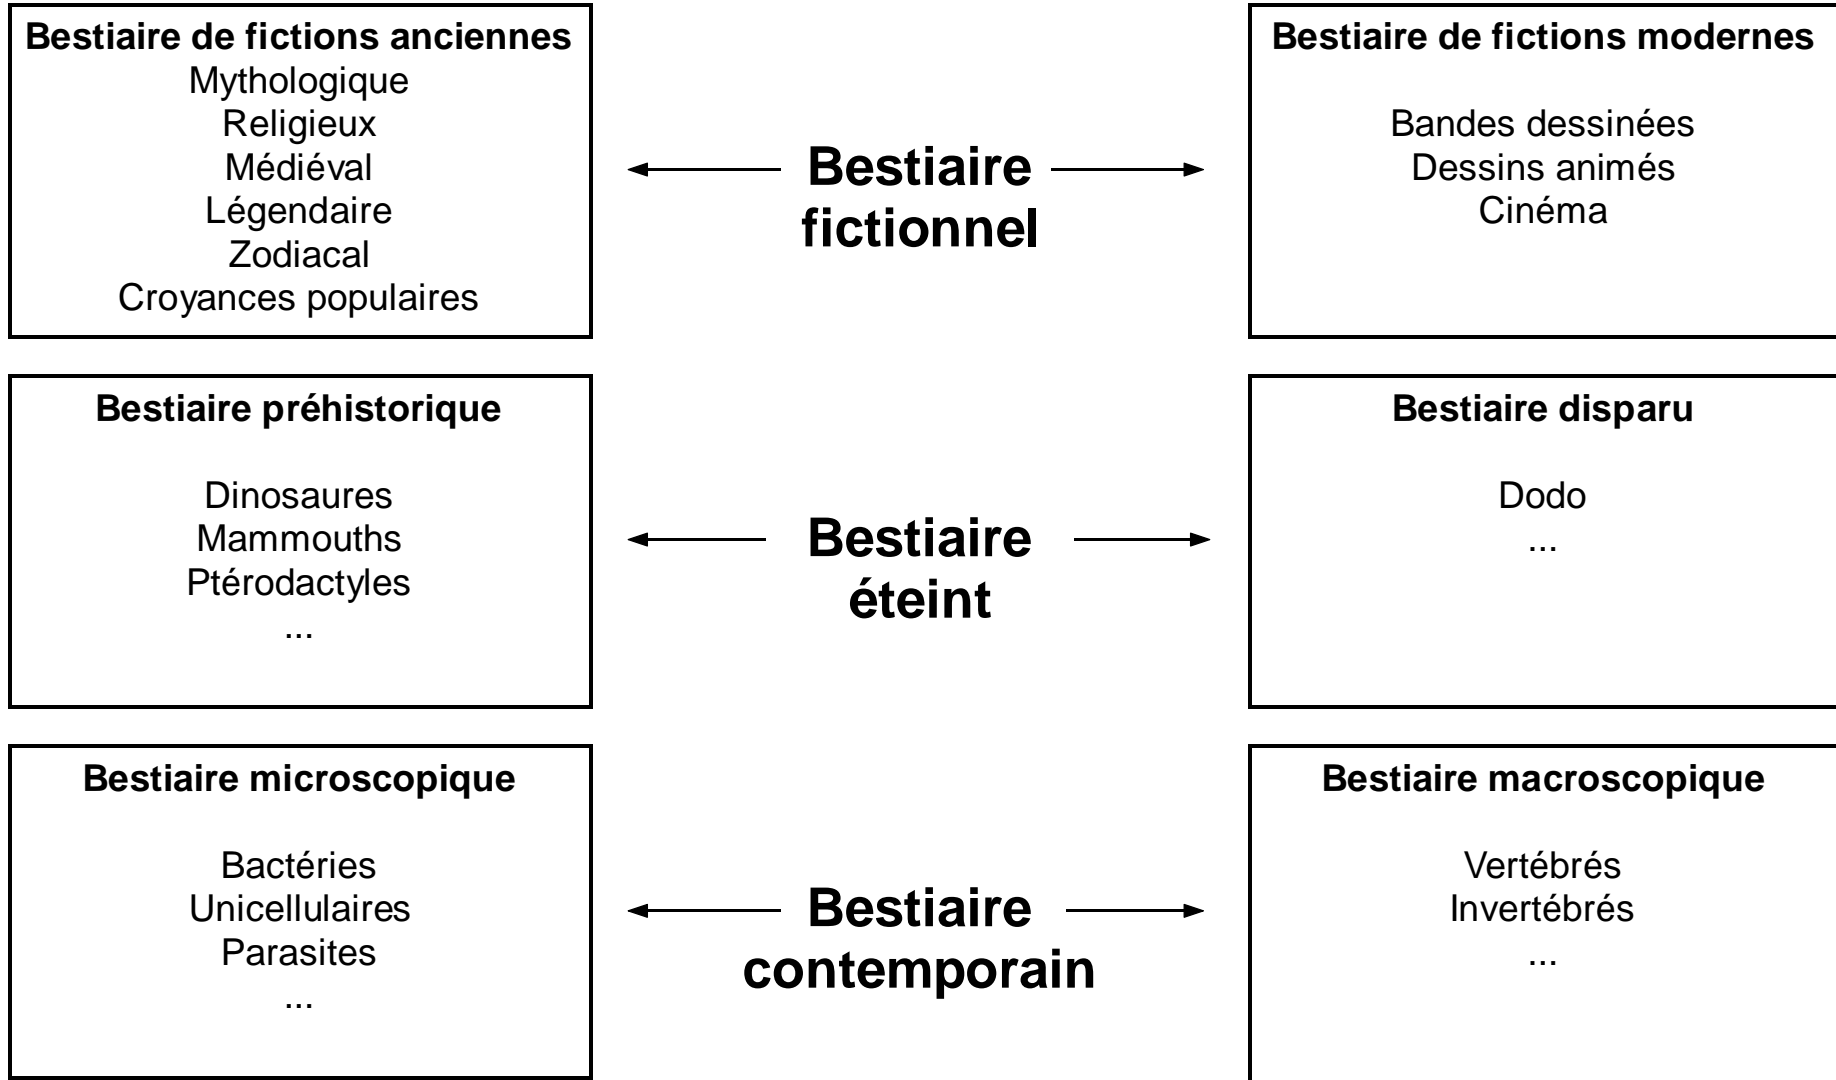 Bestiaire de fictions anciennes
Mythologique
Religieux
Médiéval
Légendaire
Zodiacal
Croyances populaires
Bestiaire
fictionnel
Bestiaire de fictions modernes
Bandes dessinées
Dessins animés
Cinéma
Bestiaire préhistorique
Dinosaures
Mammouths
Ptérodactyles
...
Bestiaire
éteint
Bestiaire disparu
Dodo
...
Bestiaire microscopique
Bactéries
Unicellulaires
Parasites
...
Bestiaire
contemporain
Bestiaire macroscopique
Vertébrés
Invertébrés
...